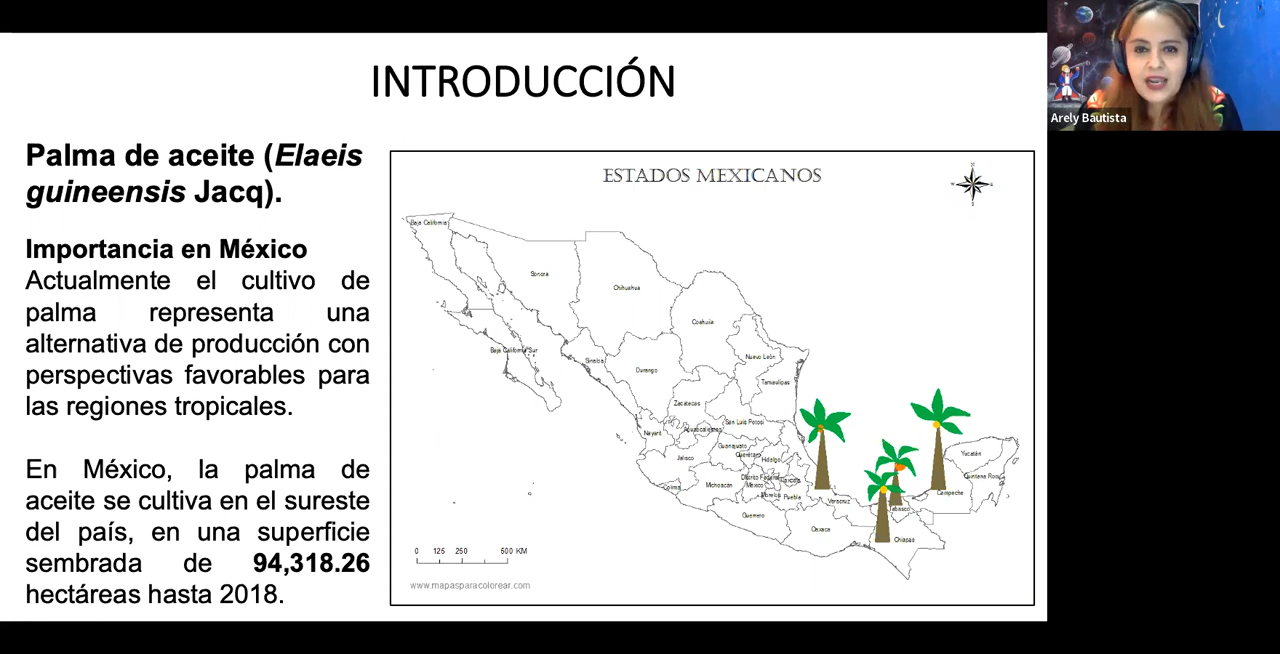 INTRODUCCIÓN
Arely Bautista
Palma de aceite (Elaeis
guineensis Jacq).
Importancia en México
Actualmente el cultivo de
palma representa una
alternativa de producción con
perspectivas favorables para
las regiones tropicales.
En México, la palma de
aceite se cultiva en el sureste
del país, en una superficie
sembrada de 94,318.26
hectáreas hasta 2018.
ESTADOS MEXICANOS
N
W
E
S
Baja California
Sonora
Chihuahua
Coahuila
Baja California Sur
Sinaloa
Nuevo León
Durango
Tamaulipas
Zacatecas
San Luis Potosí
Nayarit
Aguascalientes
Guanajuato
Querétaro
Hidalgo
Jalisco
Yucatán
Quintana Roo
Campeche
Distrito Federal
Tlaxcala
Michoacán
México
Colima
Morelos
Puebla
Veracruz
Tabasco
Guerrero
Oaxaca
Chiapas
0 125 250 500 KM
www.mapasparacolorear.com